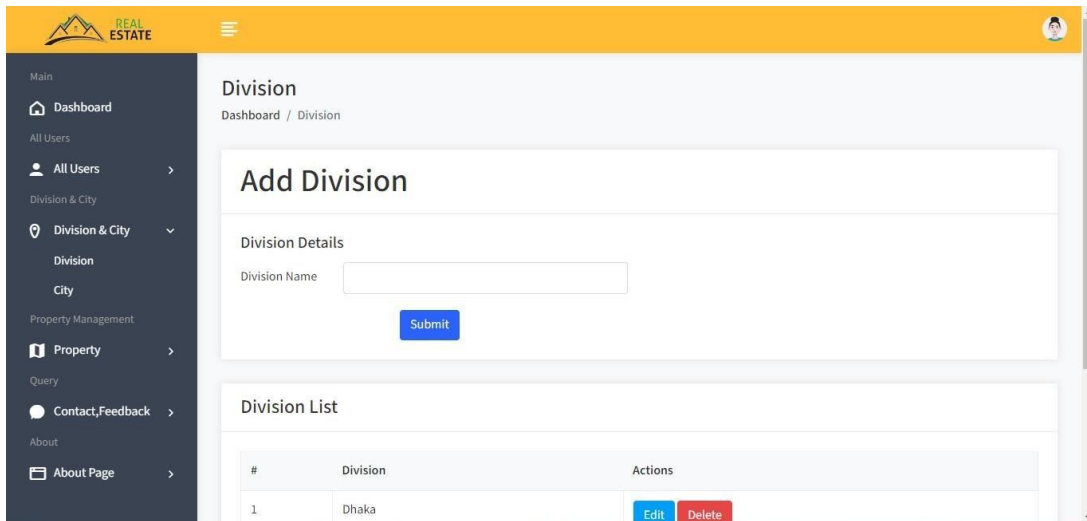 REAL
ESTATE
Main
Dashboard
All Users
All Users
Division & City
Division & City
Division
City
Property Management
Property
Query
Contact,Feedback
About
About Page
Division
Dashboard / Division
Add Division
Division Details
Division Name
Submit
Division List
# Division Actions
1 Dhaka Edit Delete